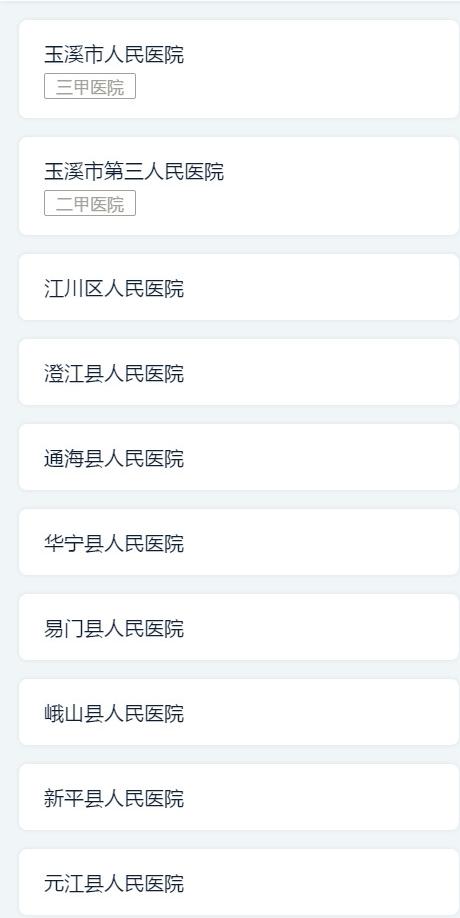 玉溪市人民医院
三甲医院
玉溪市第三人民医院
二甲医院
江川区人民医院
澄江县人民医院
通海县人民医院
华宁县人民医院
易门县人民医院
峨山县人民医院
新平县人民医院
元江县人民医院